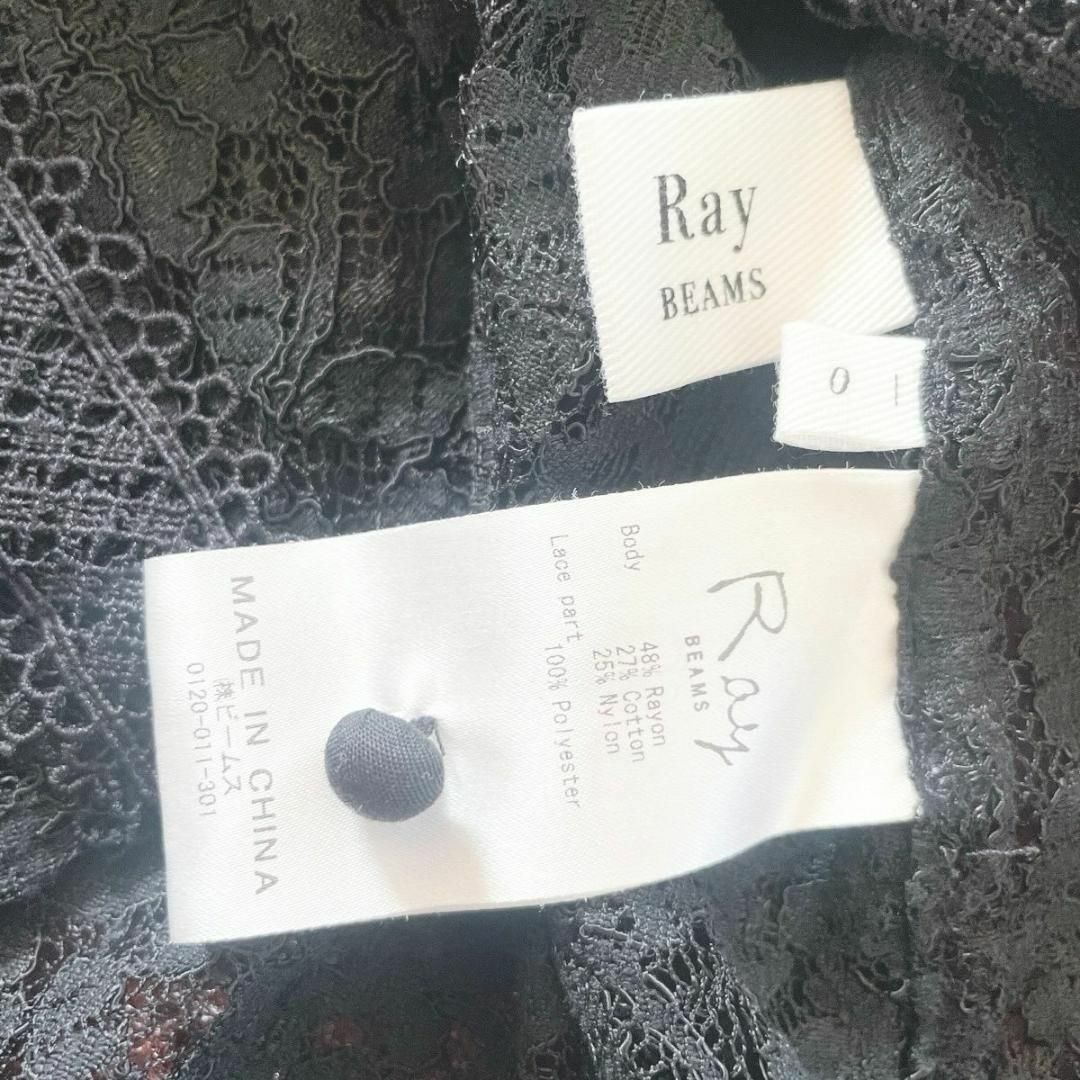 Ray
BEAMS
0
Ray
BEAMS
Body
48% Rayon
27% Cotton
25% Nylon
Lace part 100% Polyester
MADE IN CHINA
㈱ビームス
0120-011-301